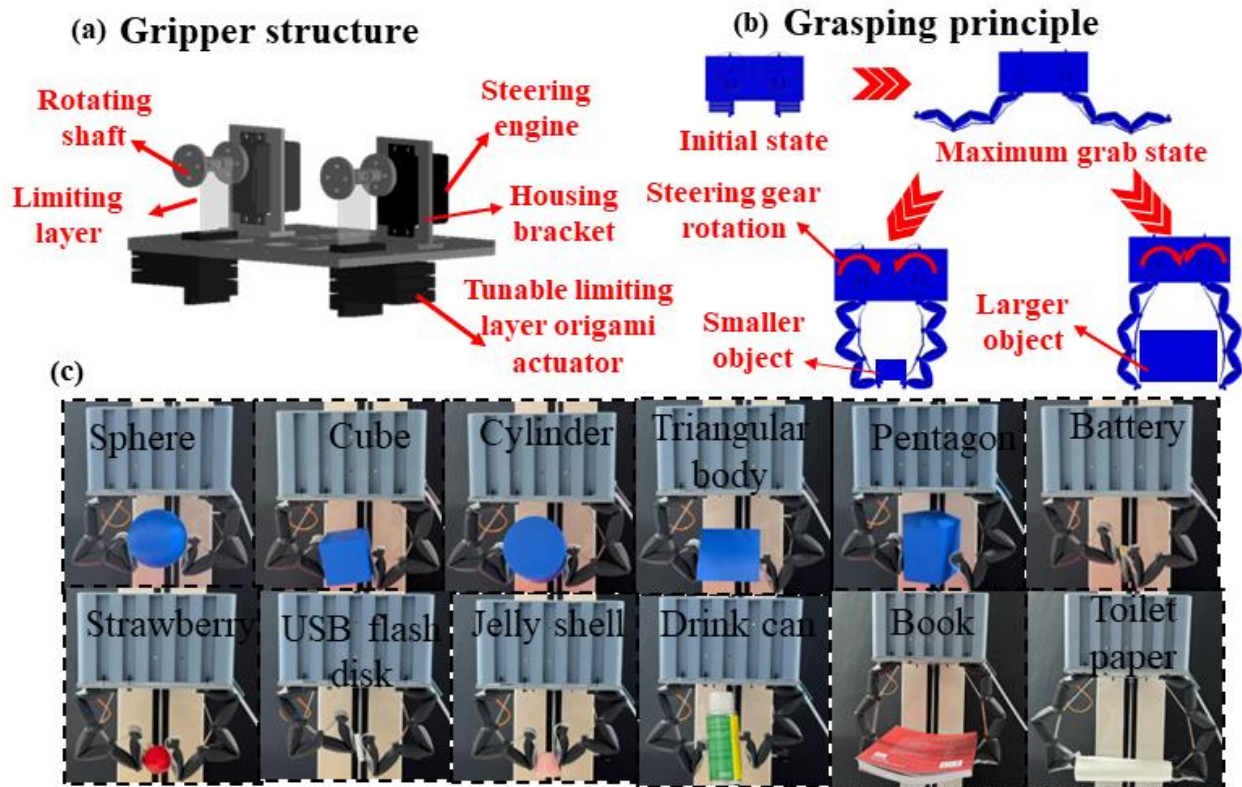 (a) Gripper structure
Rotating
shaft
Limiting
layer
Steering
engine
Housing
bracket
Tunable limiting
layer origami
actuator
(b) Grasping principle
Initial state
Maximum grab state
Steering gear
rotation
Smaller
object
Larger
object
(c)
Sphere
Cube
Cylinder
Triangular
body
Pentagon
Battery
Strawberry
USB flash
disk
Jelly shell
Drink can
Book
Toilet
paper